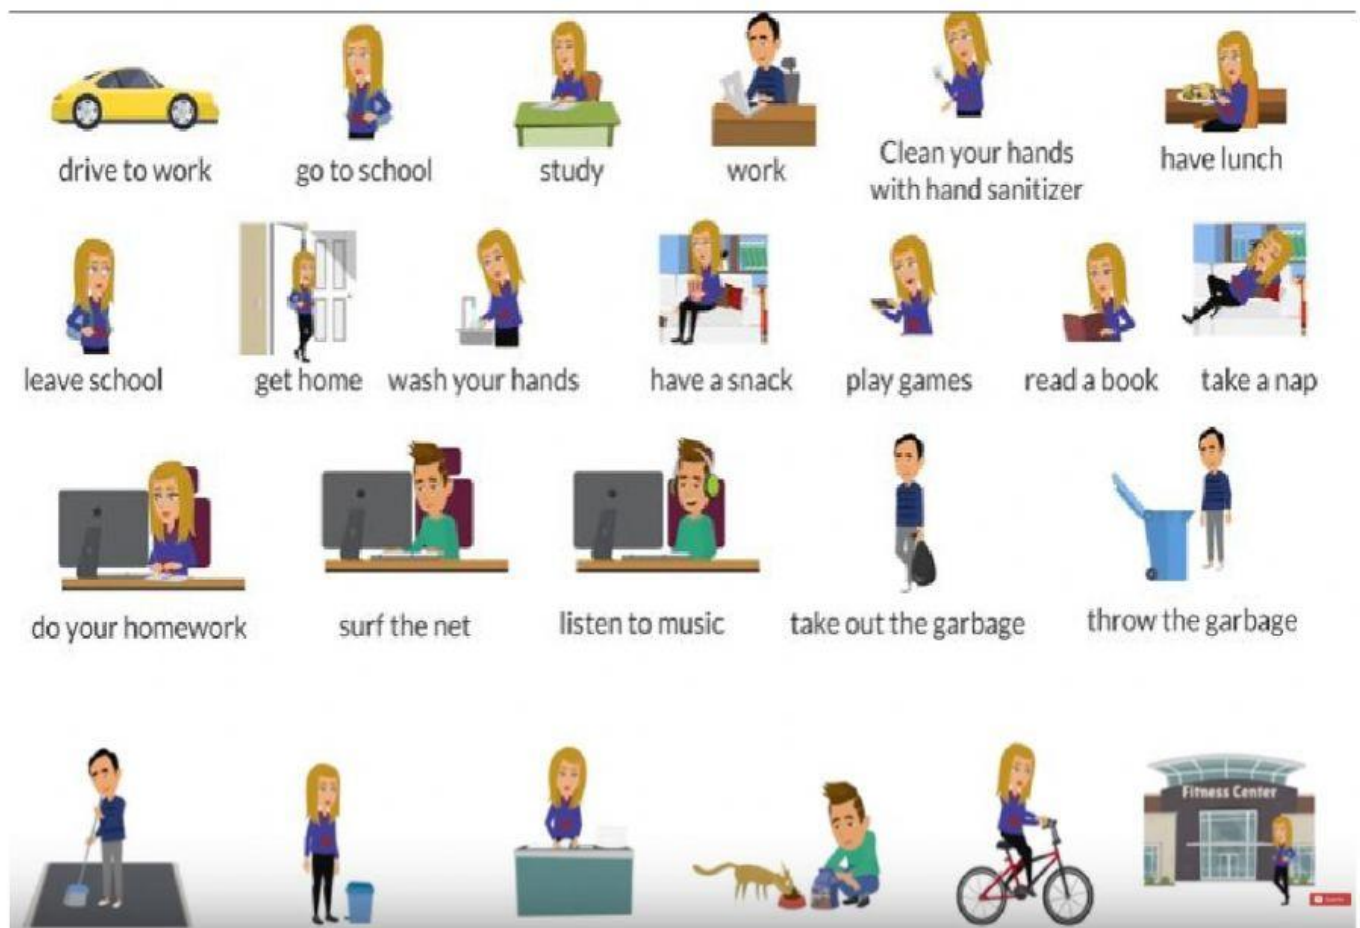 drive to work
go to school
study
work
Clean your hands
with hand sanitizer
have lunch
leave school
get home
wash your hands
have a snack
play games
read a book
take a nap
do your homework
surf the net
listen to music
take out the garbage
throw the garbage
Fitness Center